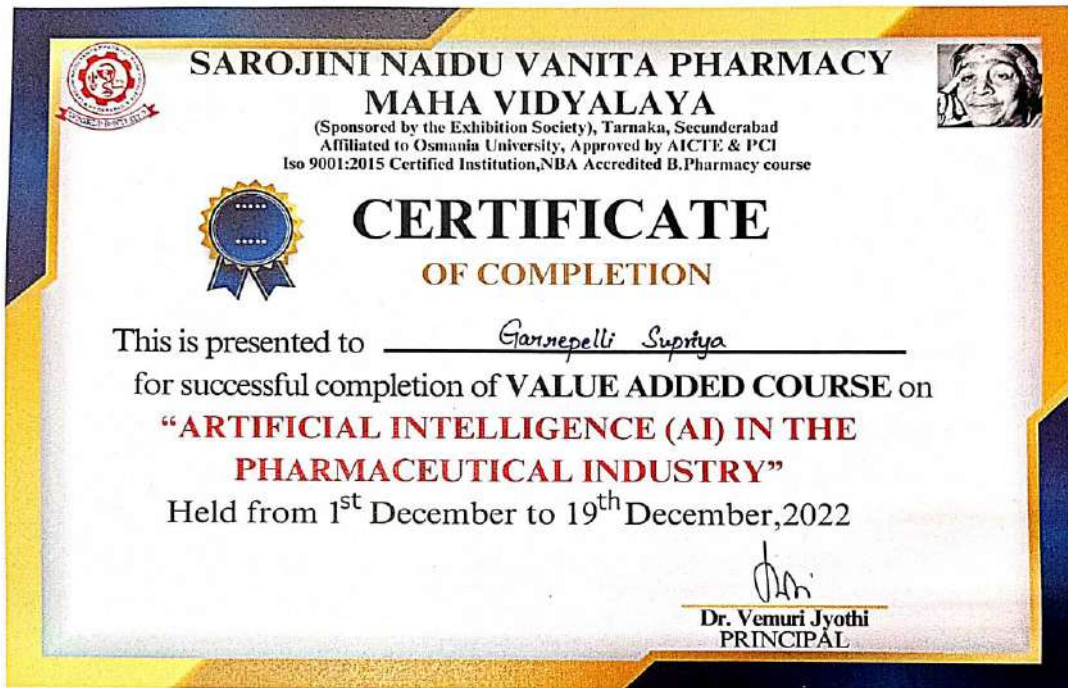 SAROJINI NAIDU VANITA PHARMACY
MAHA VIDYALAYA
(Sponsored by the Exhibition Society), Tarnaka, Secunderabad
Affiliated to Osmania University, Approved by AICTE & PCI
Iso 9001:2015 Certified Institution,NBA Accredited B.Pharmacy course
CERTIFICATE
OF COMPLETION
This is presented to Garnepelli Supriya
for successful completion of VALUE ADDED COURSE on
“ARTIFICIAL INTELLIGENCE (AI) IN THE
PHARMACEUTICAL INDUSTRY”
Held from 1st December to 19th December,2022
Dr. Vemuri Jyothi
PRINCIPAL